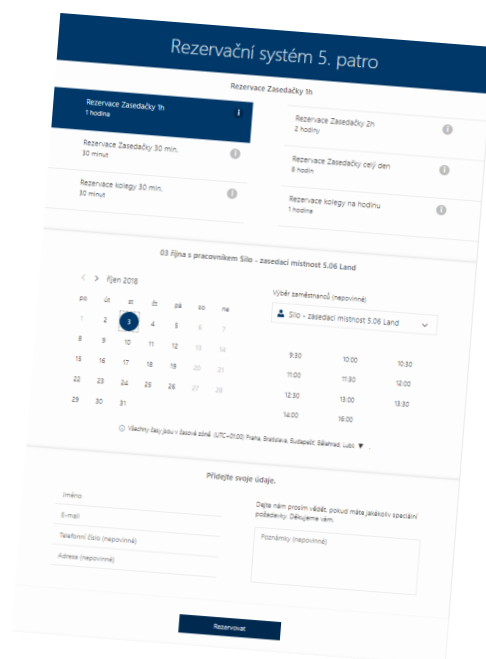 Rezervační systém 5. patro
Rezervace Zasedačky 1h
Rezervace Zasedačky 1h
1 hodina
Rezervace Zasedačky 2h
2 hodiny
Rezervace Zasedačky 30 min.
30 minut
Rezervace Zasedačky celý den
8 hodin
Rezervace kolegy 30 min.
30 minut
Rezervace kolegy na hodinu
1 hodina
03 října s pracovníkem Silo - zasedací místnost 5.06 Land
Říjen 2018
po út st čt pá so ne
1 2 3 4 5 6 7
8 9 10 11 12 13 14
15 16 17 18 19 20 21
22 23 24 25 26 27 28
29 30 31
Výběr zaměstnanců (nepovinné)
Silo - zasedací místnost 5.06 Land
9:30 10:00 10:30
11:00 11:30 12:00
12:30 13:00 13:30
14:00 16:00
Všechny časy jsou v časové zóně (UTC+01:00) Praha, Bratislava, Budapešť, Bělehrad, Lubli
Přidejte svoje údaje.
Jméno
E-mail
Telefonní číslo (nepovinné)
Adresa (nepovinné)
Dejte nám prosím vědět, pokud máte jakékoliv speciální
požadavky. Děkujeme vám.
Poznámky (nepovinné)
Rezervovat